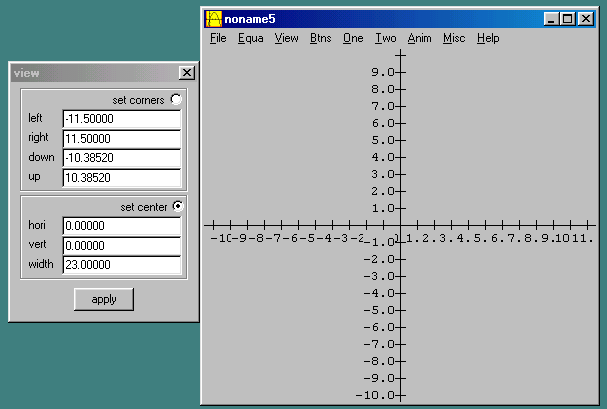 noname5
File Equa View Btns One Two Anim Misc Help
view
set corners
left -11.50000
right 11.50000
down -10.38520
up 10.38520
set center
hori 0.00000
vert 0.00000
width 23.00000
apply
9.0
8.0
7.0
6.0
5.0
4.0
3.0
2.0
1.0
-10-9-8-7-6-5-4-3-2 1.2.3.4.5.6.7.8.9.10.11.
-1.0
-2.0
-3.0
-4.0
-5.0
-6.0
-7.0
-8.0
-9.0
-10.0